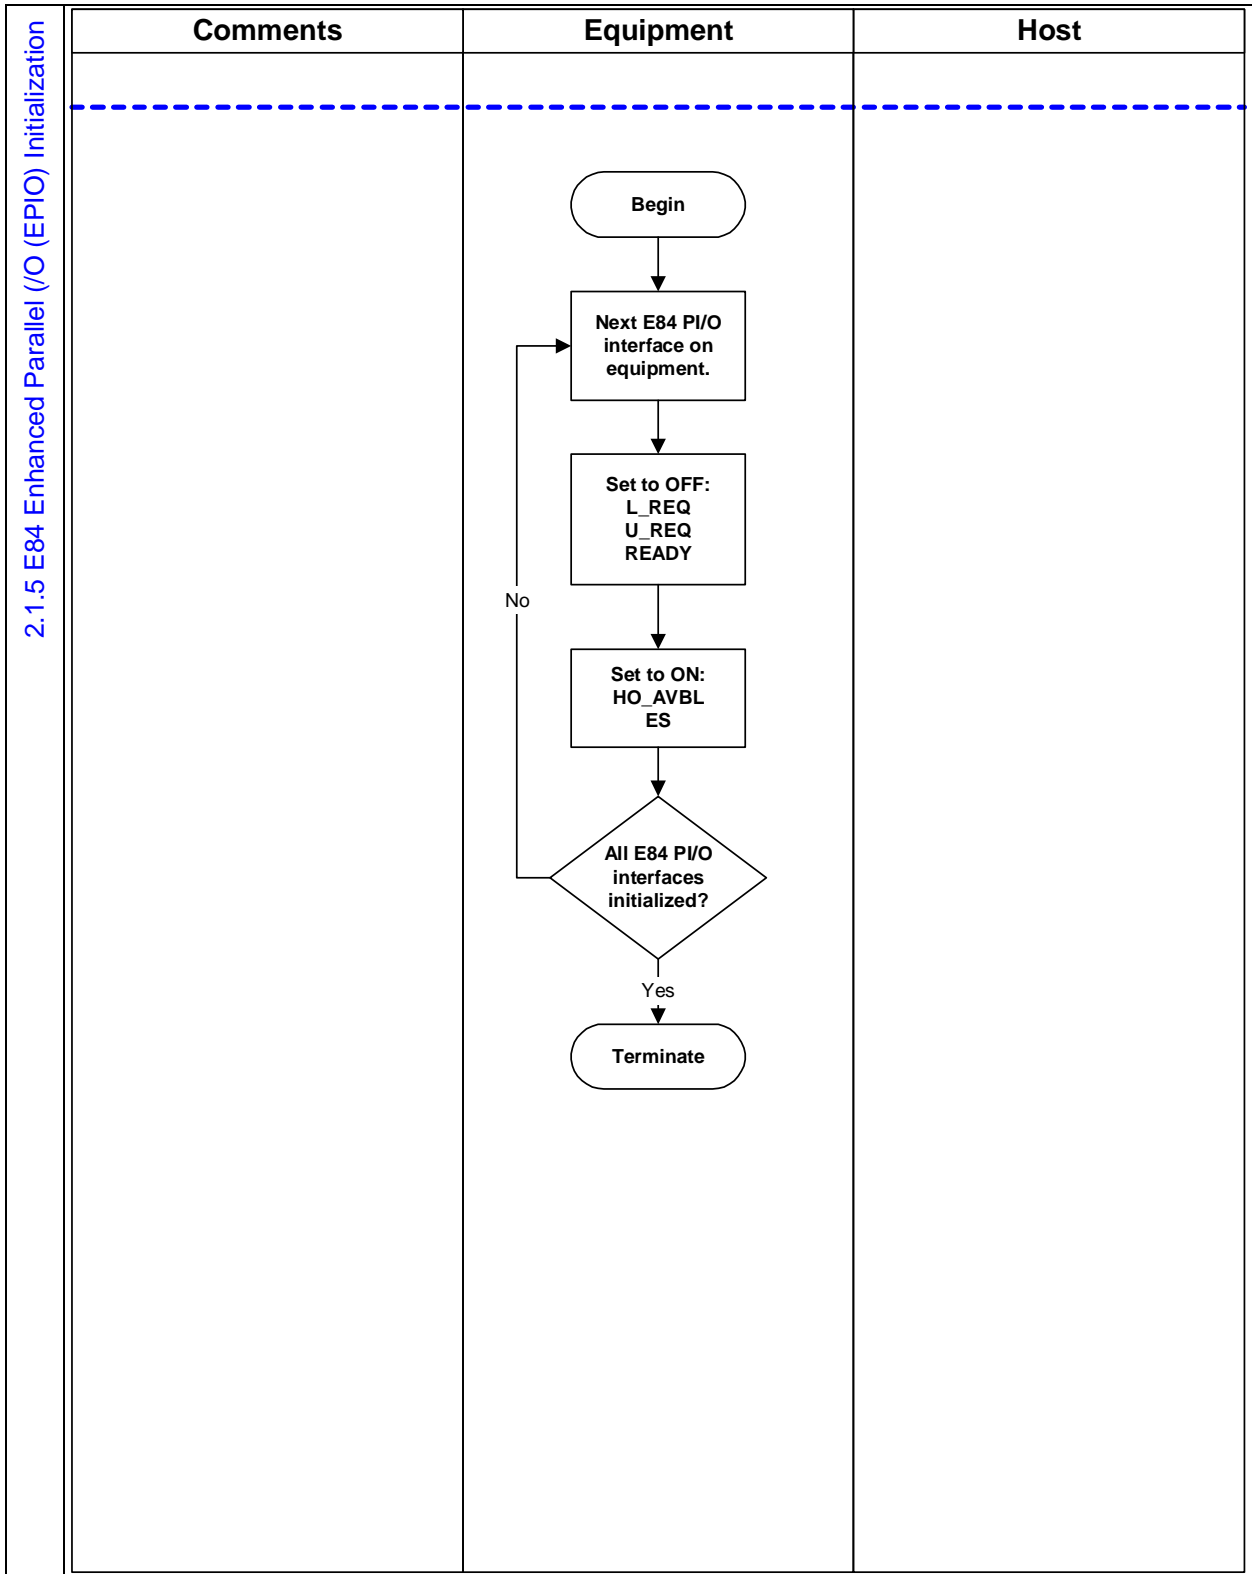 2.1.5 E84 Enhanced Parallel (/O (EPIO) Initialization
Comments
Equipment
Host
Begin
Next E84 PI/O
interface on
equipment.
Set to OFF:
L_REQ
U_REQ
READY
No
Set to ON:
HO_AVBL
ES
All E84 PI/O
interfaces
initialized?
Yes
Terminate